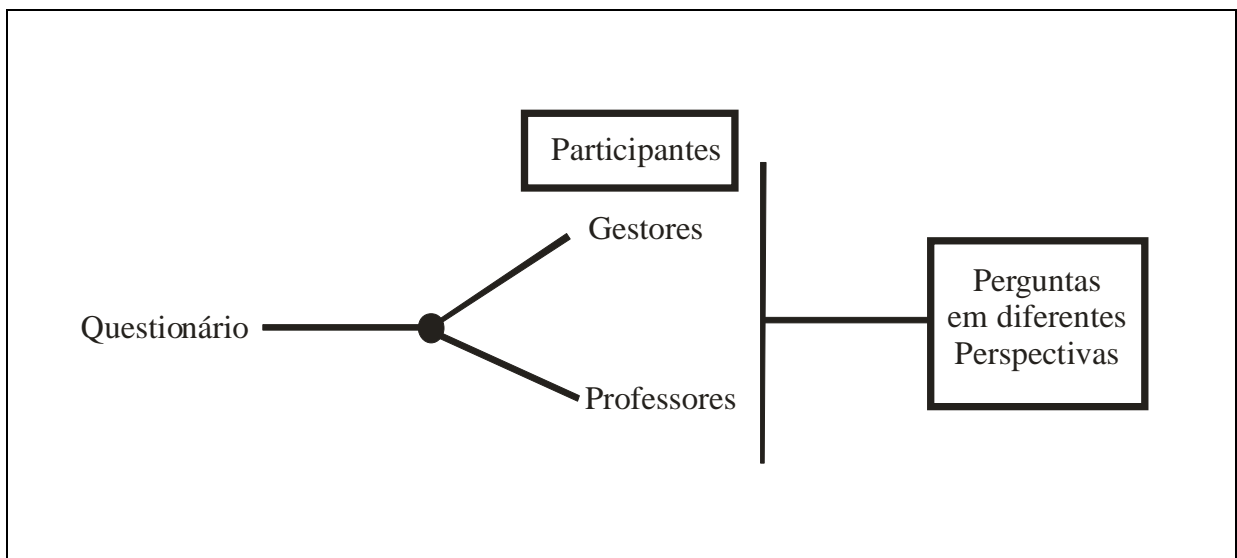 Participantes
Gestores
Questionário
Professores
Perguntas
em diferentes
Perspectivas